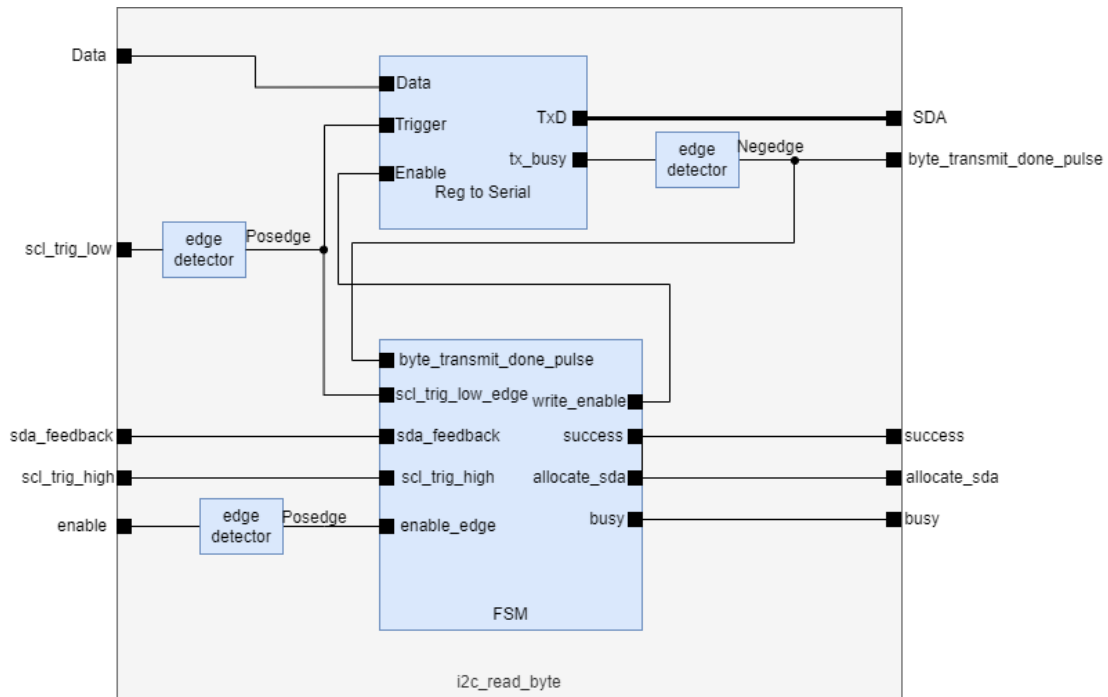 Data
Data
Trigger
Enable
TxD
tx_busy
Reg to Serial
edge
detector
Negedge
SDA
byte_transmit_done_pulse
scl_trig_low
edge
detector
Posedge
byte_transmit_done_pulse
scl_trig_low_edge
write_enable
sda_feedback
sda_feedback
success
success
scl_trig_high
scl_trig_high
allocate_sda
allocate_sda
enable
edge
detector
Posedge
enable_edge
busy
busy
FSM
i2c_read_byte